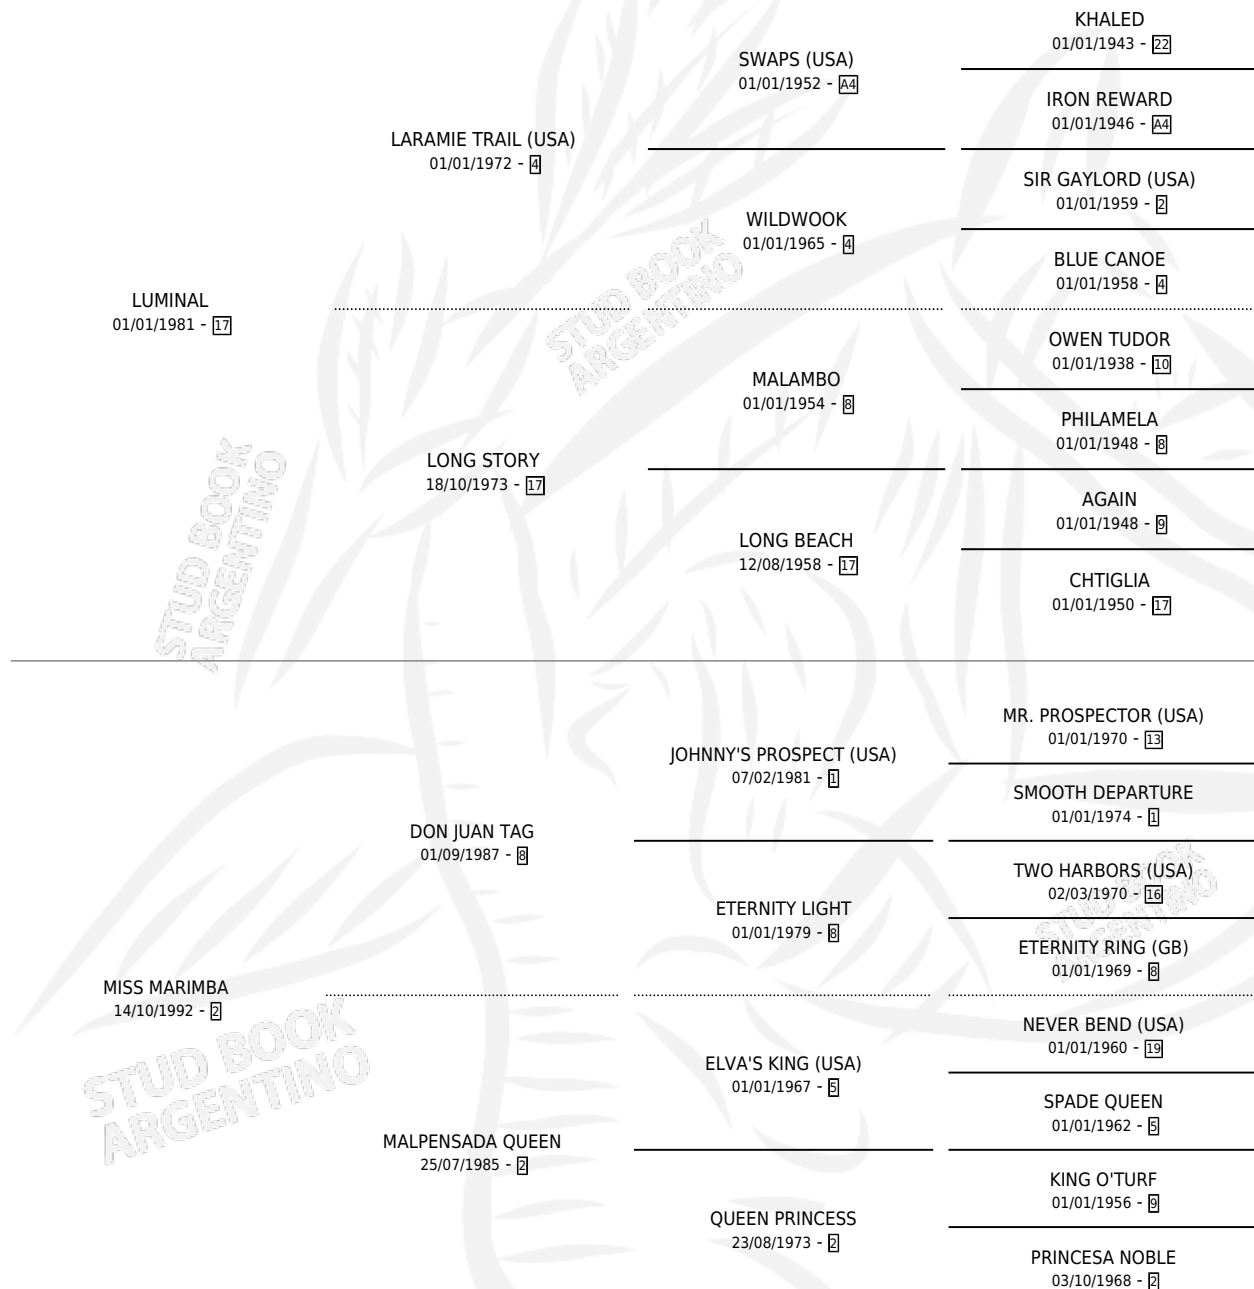 KHALED
01/01/1943 - 22
SWAPS (USA)
01/01/1952 - A4
IRON REWARD
01/01/1946 - A4
LARAMIE TRAIL (USA)
01/01/1972 - 4
SIR GAYLORD (USA)
01/01/1959 - 2
WILDWOOK
01/01/1965 - 4
BLUE CANOE
01/01/1958 - 4
LUMINAL
01/01/1981 - 17
OWEN TUDOR
01/01/1938 - 10
MALAMBO
01/01/1954 - 8
PHILAMELA
01/01/1948 - 8
LONG STORY
18/10/1973 - 17
AGAIN
01/01/1948 - 9
LONG BEACH
12/08/1958 - 17
CHTIGLIA
01/01/1950 - 17
MR. PROSPECTOR (USA)
01/01/1970 - 13
JOHNNY'S PROSPECT (USA)
07/02/1981 - 1
SMOOTH DEPARTURE
01/01/1974 - 1
DON JUAN TAG
01/09/1987 - 8
TWO HARBORS (USA)
02/03/1970 - 16
ETERNITY LIGHT
01/01/1979 - 8
ETERNITY RING (GB)
01/01/1969 - 8
MISS MARIMBA
14/10/1992 - 2
NEVER BEND (USA)
01/01/1960 - 19
ELVA'S KING (USA)
01/01/1967 - 5
SPADE QUEEN
01/01/1962 - 5
MALPENSADA QUEEN
25/07/1985 - 2
KING O'TURF
01/01/1956 - 9
QUEEN PRINCESS
23/08/1973 - 2
PRINCESA NOBLE
03/10/1968 - 2
STUD BOOK
ARGENTINO
STUD BOOK
ARGENTINO
STUD BOOK
ARGENTINO
STUD BOOK
ARGENTINO